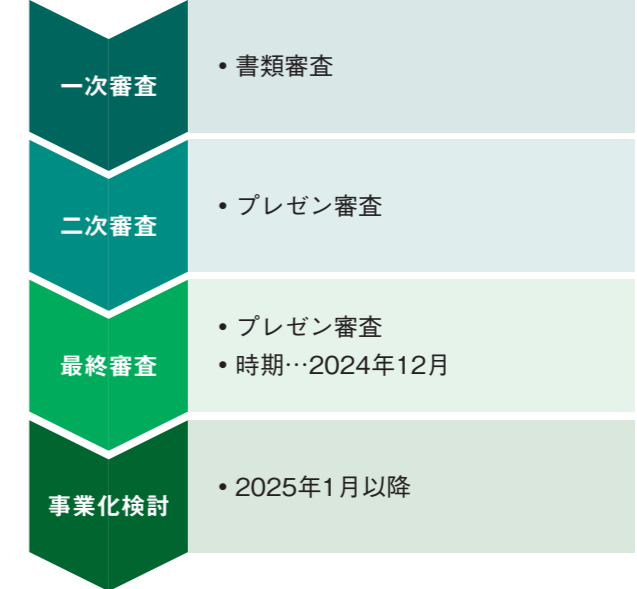 一次審査
• 書類審査
二次審査
• プレゼン審査
最終審査
• プレゼン審査
• 時期…2024年12月
事業化検討
• 2025年1月以降